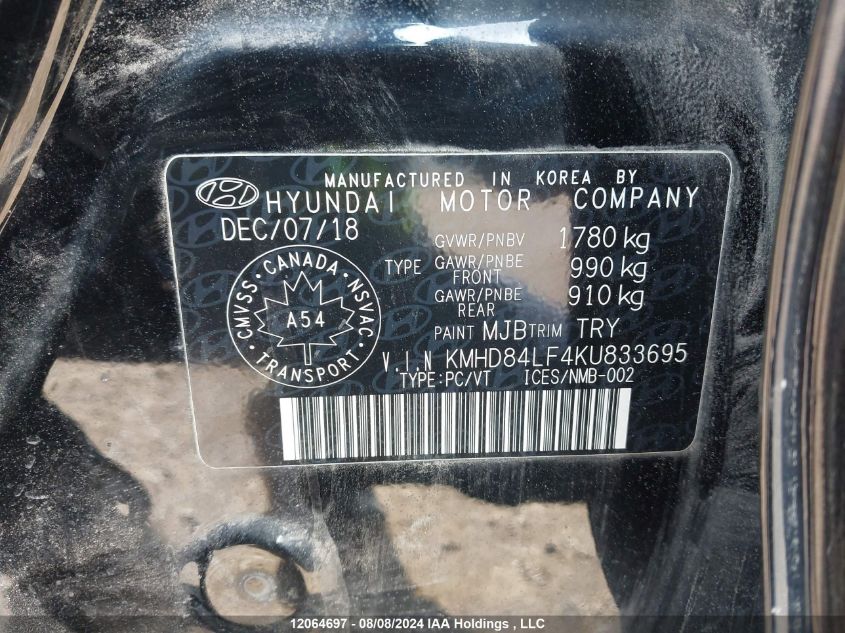 MANUFACTURED IN KOREA BY
HYUNDAI MOTOR COMPANY
DEC/07/18
GVWR/PNBV 1780 kg
TYPE GAWR/PNBE FRONT 990 kg
GAWR/PNBE REAR 910 kg
PAINT MJB TRIM TRY
CMVSS · CANADA · NSVAC · TRANSPORT ·
A54
V.I.N KMHD84LF4KU833695
TYPE:PC/VT ICES/NMB-002
12064697 - 08/08/2024 IAA Holdings , LLC